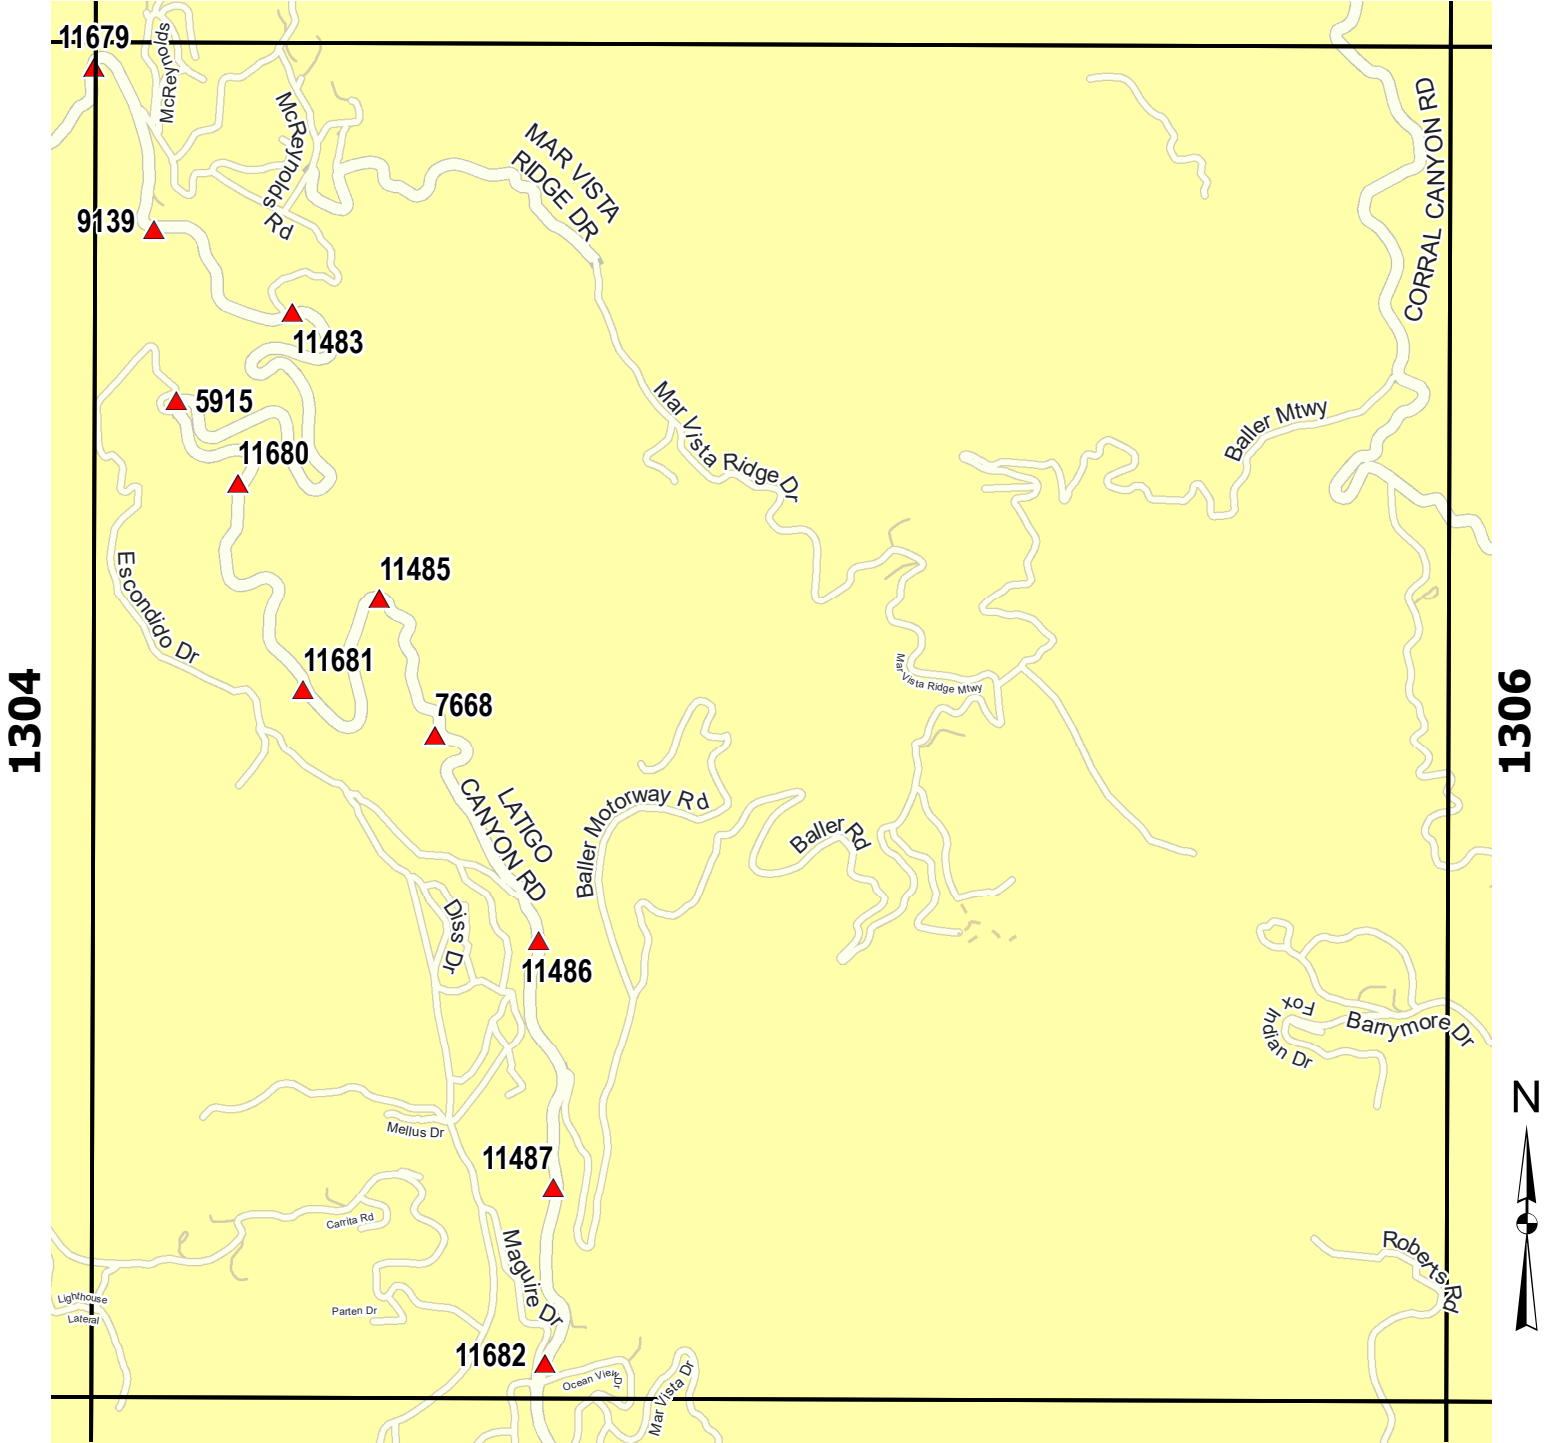 11679
McReynolds
McReynolds
Rd
MAR VISTA
RIDGE DR
CORRAL CANYON RD
9139
11483
5915
11680
Mar Vista Ridge Dr
Baller Mtwy
Escondido Dr
11485
11681
7668
Mar Vista Ridge Mtwy
1304
1306
LATIGO
CANYON RD
Baller Motorway Rd
Baller Rd
Diss Dr
11486
Fox
Indian Dr
Barrymore Dr
N
Mellus Dr
11487
Carrita Rd
Maguire Dr
Roberts Rd
Lighthouse
Lateral
Parten Dr
11682
Ocean View Dr
Mar Vista Dr